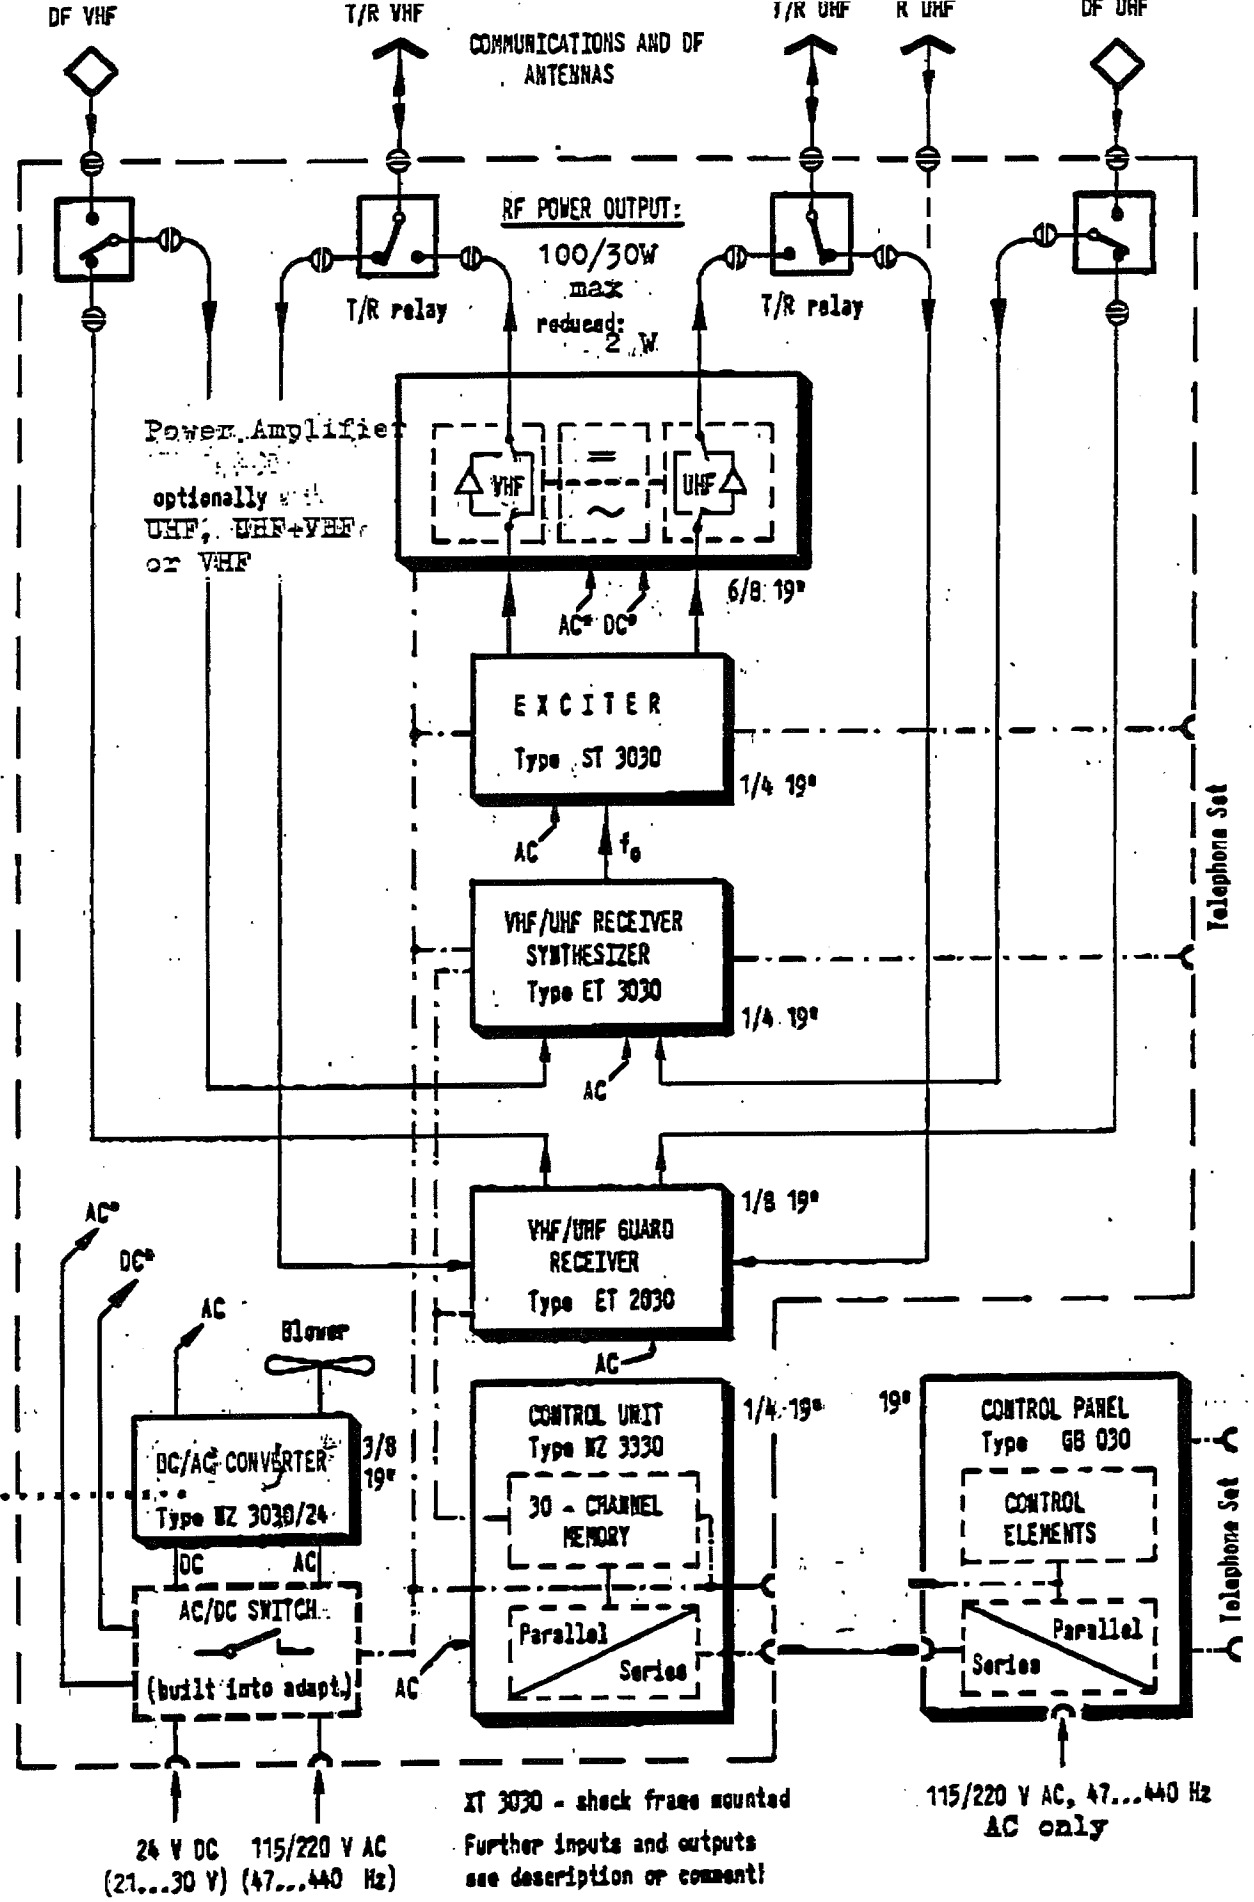 DF VHF
T/R VHF
T/R UHF
R UHF
DF UHF
COMMUNICATIONS AND DF
ANTENNAS
RF POWER OUTPUT:
100/30W
max
reduced:
2 W
T/R relay
T/R relay
Power Amplifier
optionally
UHF, UHF+VHF,
or VHF
VHF
UHF
6/8 19"
AC* DC*
EXCITER
Type ST 3030
1/4 19"
AC
f₀
VHF/UHF RECEIVER
SYNTHESIZER
Type ET 3030
1/4 19"
AC
Telephone Set
VHF/UHF GUARD
RECEIVER
Type ET 2030
1/8 19"
AC
AC*
DC*
AC
Blower
DC/AC CONVERTER
Type WZ 3030/24
3/8
19"
DC
AC
AC/DC SWITCH
(built into adapt.)
CONTROL UNIT
Type WZ 3330
1/4 19"
30 - CHANNEL
MEMORY
Parallel
Series
AC
19"
CONTROL PANEL
Type GB 030
CONTROL
ELEMENTS
Parallel
Series
Telephone Set
24 V DC
(21...30 V)
115/220 V AC
(47...440 Hz)
XT 3030 - shock frame mounted
Further inputs and outputs
see description or comment!
115/220 V AC, 47...440 Hz
AC only